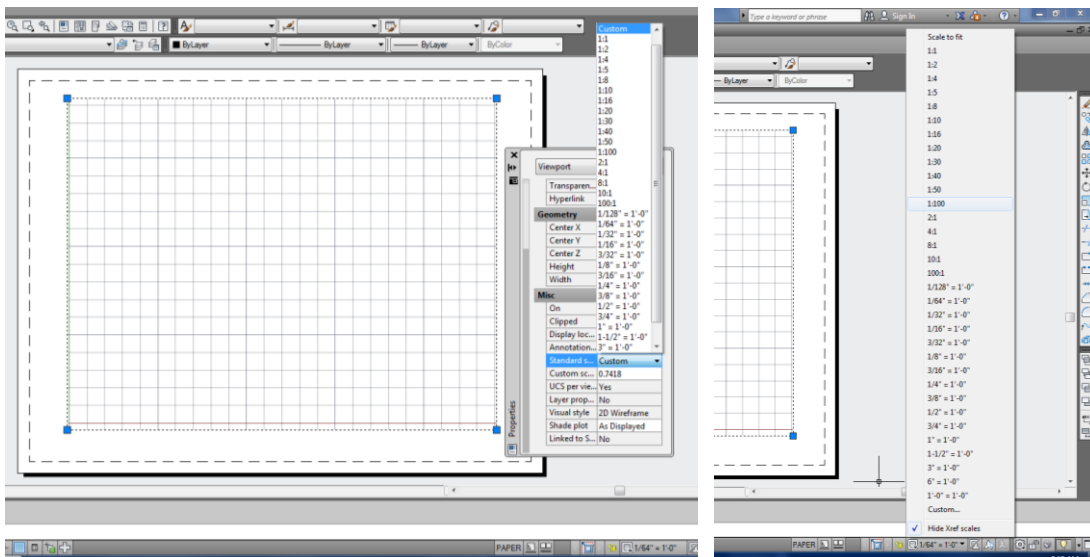 ByLayer
ByLayer
ByLayer
ByColor
Custom
1:1
1:2
1:4
1:5
1:8
1:10
1:16
1:20
1:30
1:40
1:50
1:100
2:1
4:1
8:1
10:1
100:1
1/128" = 1'-0"
1/64" = 1'-0"
1/32" = 1'-0"
1/16" = 1'-0"
3/32" = 1'-0"
1/8" = 1'-0"
3/16" = 1'-0"
1/4" = 1'-0"
3/8" = 1'-0"
1/2" = 1'-0"
3/4" = 1'-0"
1" = 1'-0"
1-1/2" = 1'-0"
3" = 1'-0"
Viewport
Transparen...
Hyperlink
Geometry
Center X
Center Y
Center Z
Height
Width
Misc
On
Clipped
Display loc...
Annotation...
Standard s... Custom
Custom sc... 0.7418
UCS per vie... Yes
Layer prop... No
Visual style 2D Wireframe
Shade plot As Displayed
Linked to S... No
Properties
PAPER
1/64" = 1'-0"
Type a keyword or phrase
Sign In
ByLayer
ByColor
Scale to fit
1:1
1:2
1:4
1:5
1:8
1:10
1:16
1:20
1:30
1:40
1:50
1:100
2:1
4:1
8:1
10:1
100:1
1/128" = 1'-0"
1/64" = 1'-0"
1/32" = 1'-0"
1/16" = 1'-0"
3/32" = 1'-0"
1/8" = 1'-0"
3/16" = 1'-0"
1/4" = 1'-0"
3/8" = 1'-0"
1/2" = 1'-0"
3/4" = 1'-0"
1" = 1'-0"
1-1/2" = 1'-0"
3" = 1'-0"
6" = 1'-0"
1'-0" = 1'-0"
Custom...
Hide Xref scales
PAPER
1/64" = 1'-0"